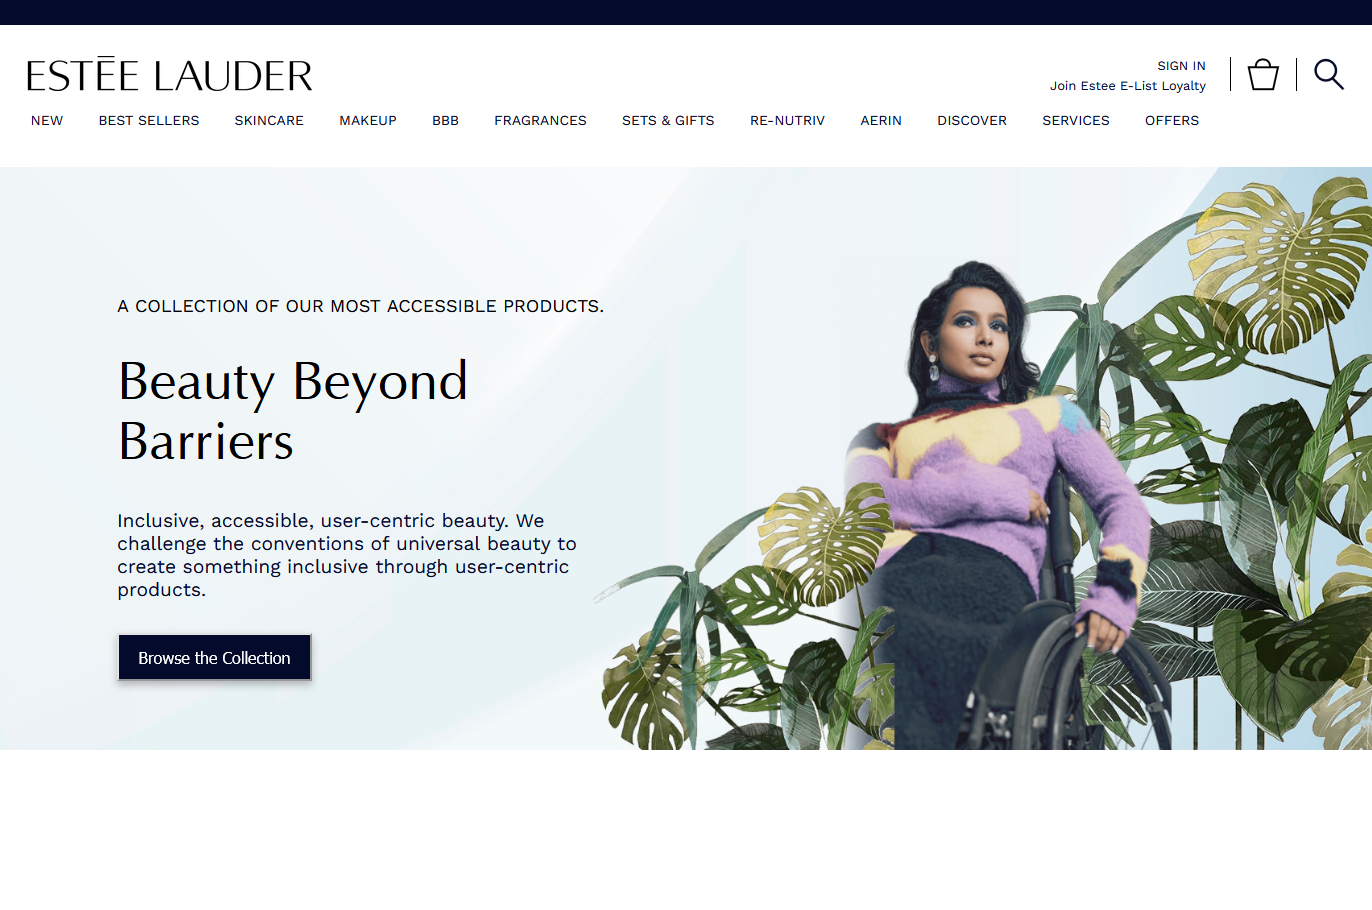 ESTĒE LAUDER
SIGN IN
Join Estee E-List Loyalty
NEW BEST SELLERS SKINCARE MAKEUP BBB FRAGRANCES SETS & GIFTS RE-NUTRIV AERIN DISCOVER SERVICES OFFERS
A COLLECTION OF OUR MOST ACCESSIBLE PRODUCTS.
Beauty Beyond
Barriers
Inclusive, accessible, user-centric beauty. We
challenge the conventions of universal beauty to
create something inclusive through user-centric
products.
Browse the Collection